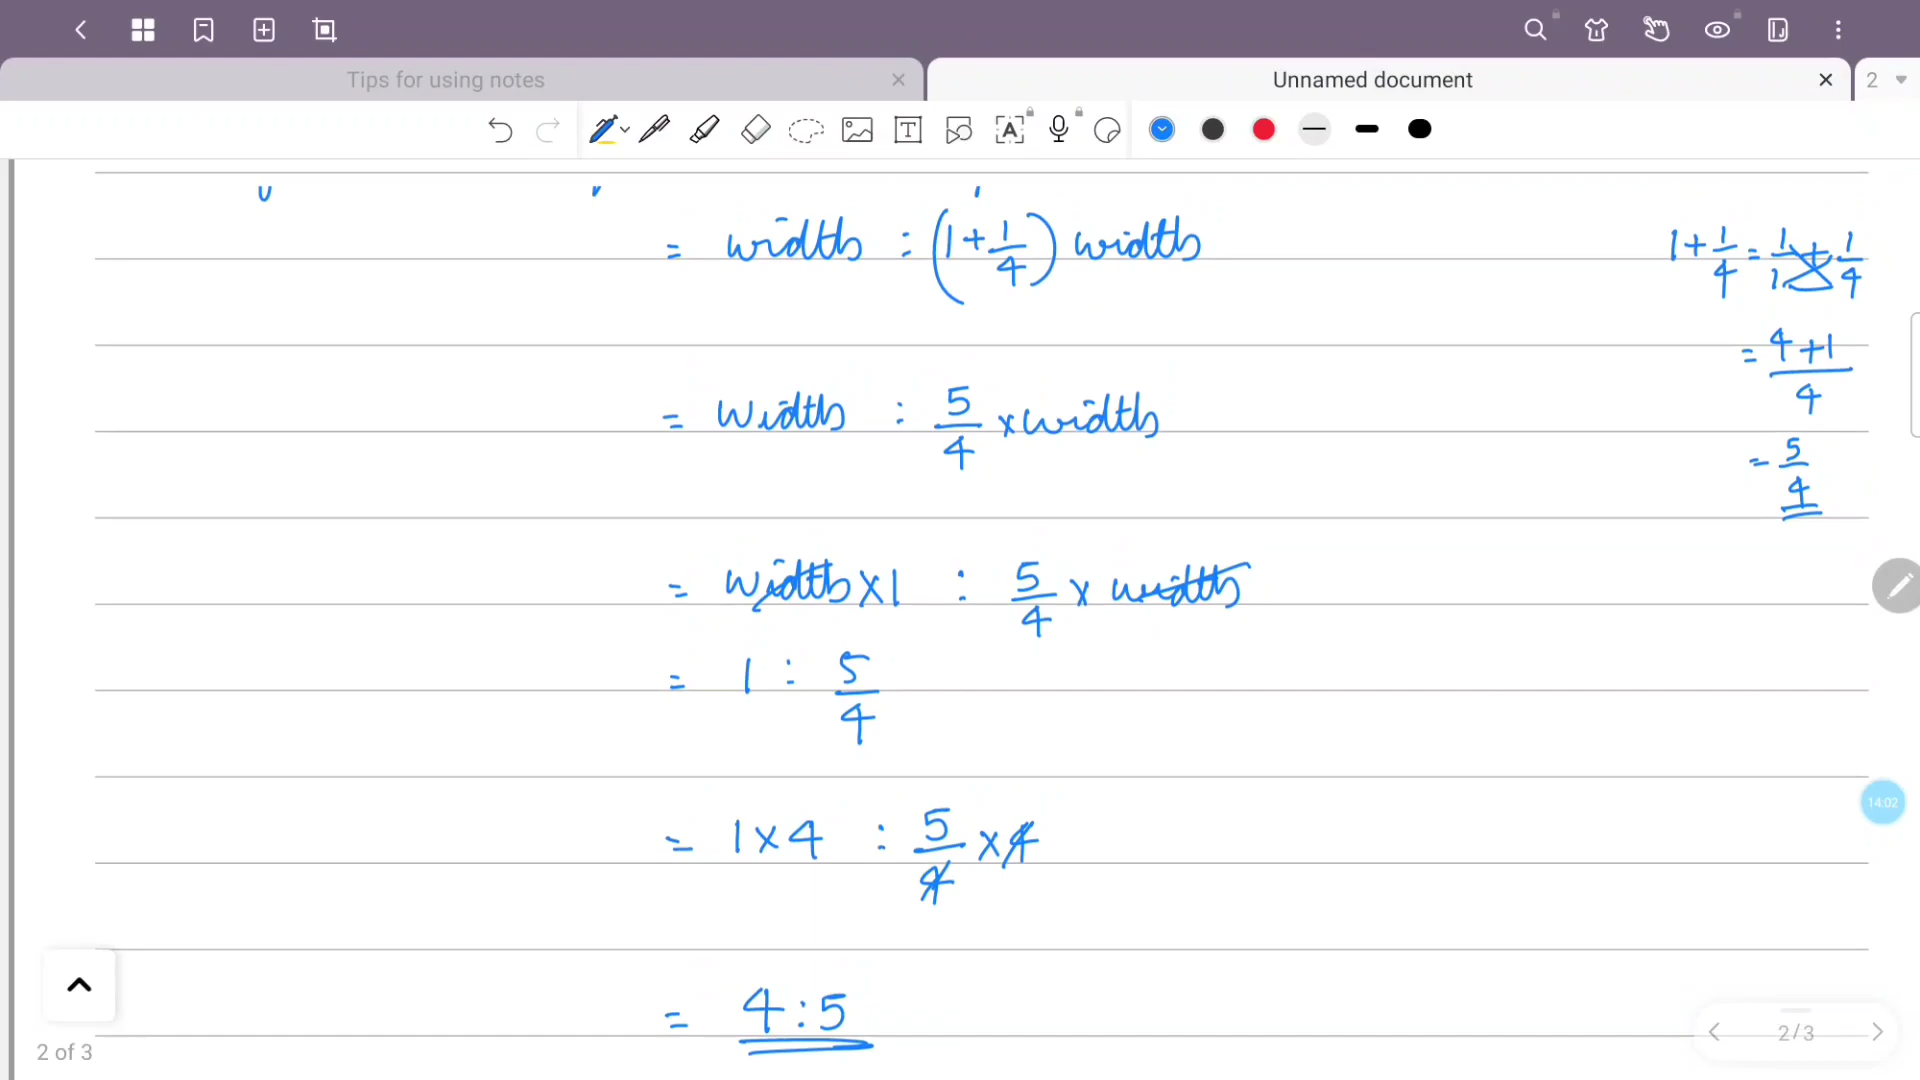 Tips for using notes
Unnamed document
2
= width : (1+1/4) width
1+1/4 = 1/1 + 1/4
= 4+1/4
= 5/4
= width : 5/4 × width
= width × 1 : 5/4 × width
= 1 : 5/4
= 1×4 : 5/4 ×4
= 4:5
14:02
2 of 3
2/3